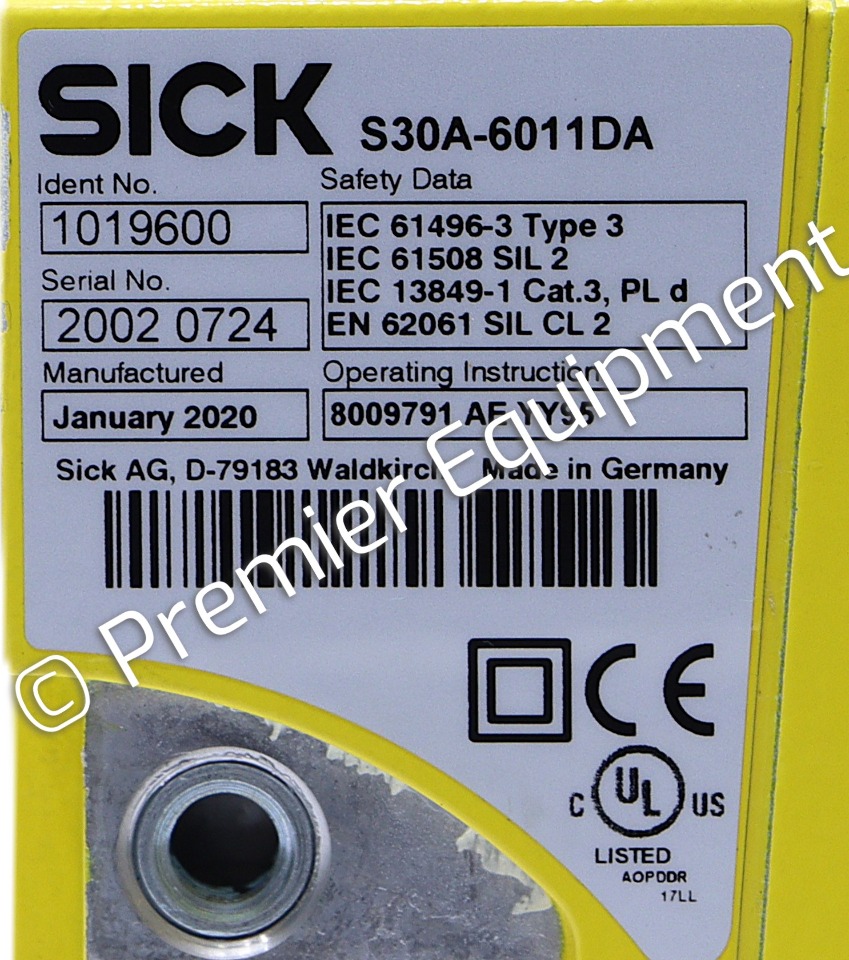 SICK S30A-6011DA
Ident No.
1019600
Serial No.
2002 0724
Manufactured
January 2020
Safety Data
IEC 61496-3 Type 3
IEC 61508 SIL 2
IEC 13849-1 Cat.3, PL d
EN 62061 SIL CL 2
Operating Instruction
8009791 AE YY96
Sick AG, D-79183 Waldkirch Made in Germany
CE
C UL US
LISTED
AOPDDR
17LL
© Premier Equipment